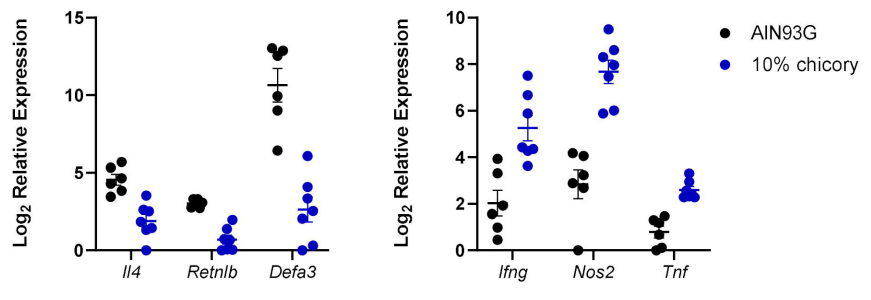 Log₂ Relative Expression
15
10
5
0
Il4 Retnlb Defa3
Log₂ Relative Expression
10
8
6
4
2
0
Ifng Nos2 Tnf
AIN93G
10% chicory